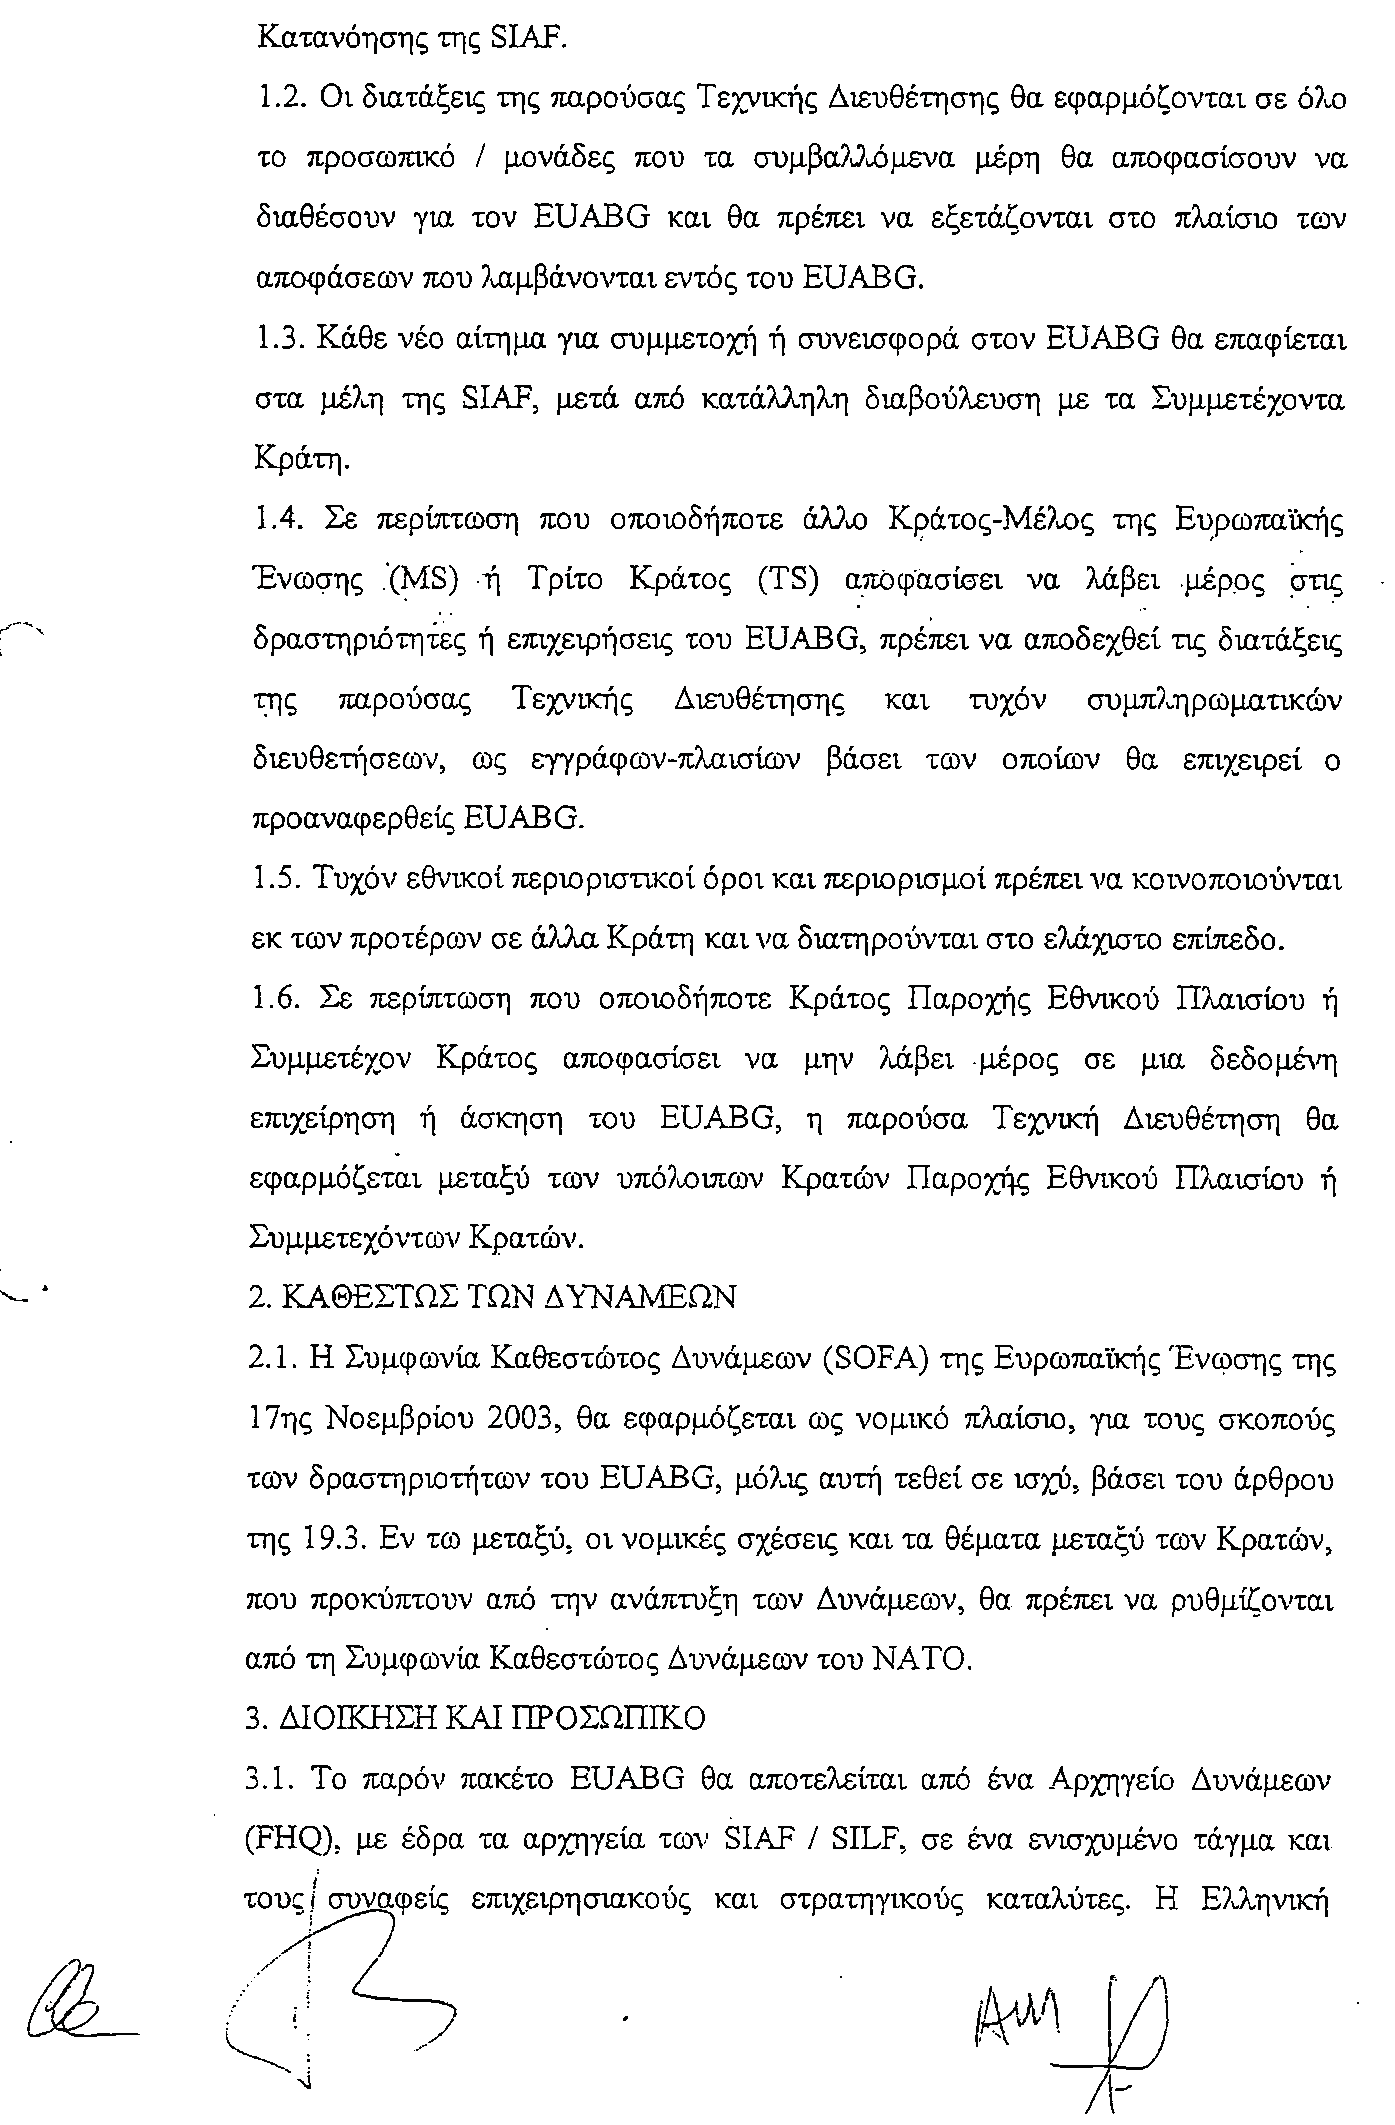 Κατανόησης της SIAF.
1.2. Οι διατάξεις της παρούσας Τεχνικής Διευθέτησης θα εφαρμόζονται σε όλο
το προσωπικό / μονάδες που τα συμβαλλόμενα μέρη θα αποφασίσουν να
διαθέσουν για τον EUABG και θα πρέπει να εξετάζονται στο πλαίσιο των
αποφάσεων που λαμβάνονται εντός του EUABG.
1.3. Κάθε νέο αίτημα για συμμετοχή ή συνεισφορά στον EUABG θα επαφίεται
στα μέλη της SIAF, μετά από κατάλληλη διαβούλευση με τα Συμμετέχοντα
Κράτη.
1.4. Σε περίπτωση που οποιοδήποτε άλλο Κράτος-Μέλος της Ευρωπαϊκής
Ένωσης (MS) ή Τρίτο Κράτος (TS) αποφασίσει να λάβει μέρος στις
δραστηριότητες ή επιχειρήσεις του EUABG, πρέπει να αποδεχθεί τις διατάξεις
της παρούσας Τεχνικής Διευθέτησης και τυχόν συμπληρωματικών
διευθετήσεων, ως εγγράφων-πλαισίων βάσει των οποίων θα επιχειρεί ο
προαναφερθείς EUABG.
1.5. Τυχόν εθνικοί περιοριστικοί όροι και περιορισμοί πρέπει να κοινοποιούνται
εκ των προτέρων σε άλλα Κράτη και να διατηρούνται στο ελάχιστο επίπεδο.
1.6. Σε περίπτωση που οποιοδήποτε Κράτος Παροχής Εθνικού Πλαισίου ή
Συμμετέχον Κράτος αποφασίσει να μην λάβει μέρος σε μια δεδομένη
επιχείρηση ή άσκηση του EUABG, η παρούσα Τεχνική Διευθέτηση θα
εφαρμόζεται μεταξύ των υπόλοιπων Κρατών Παροχής Εθνικού Πλαισίου ή
Συμμετεχόντων Κρατών.
2. ΚΑΘΕΣΤΩΣ ΤΩΝ ΔΥΝΑΜΕΩΝ
2.1. Η Συμφωνία Καθεστώτος Δυνάμεων (SOFA) της Ευρωπαϊκής Ένωσης της
17ης Νοεμβρίου 2003, θα εφαρμόζεται ως νομικό πλαίσιο, για τους σκοπούς
των δραστηριοτήτων του EUABG, μόλις αυτή τεθεί σε ισχύ, βάσει του άρθρου
της 19.3. Εν τω μεταξύ, οι νομικές σχέσεις και τα θέματα μεταξύ των Κρατών,
που προκύπτουν από την ανάπτυξη των Δυνάμεων, θα πρέπει να ρυθμίζονται
από τη Συμφωνία Καθεστώτος Δυνάμεων του ΝΑΤΟ.
3. ΔΙΟΙΚΗΣΗ ΚΑΙ ΠΡΟΣΩΠΙΚΟ
3.1. Το παρόν πακέτο EUABG θα αποτελείται από ένα Αρχηγείο Δυνάμεων
(FHQ), με έδρα τα αρχηγεία των SIAF / SILF, σε ένα ενισχυμένο τάγμα και
τους συναφείς επιχειρησιακούς και στρατηγικούς καταλύτες. Η Ελληνική